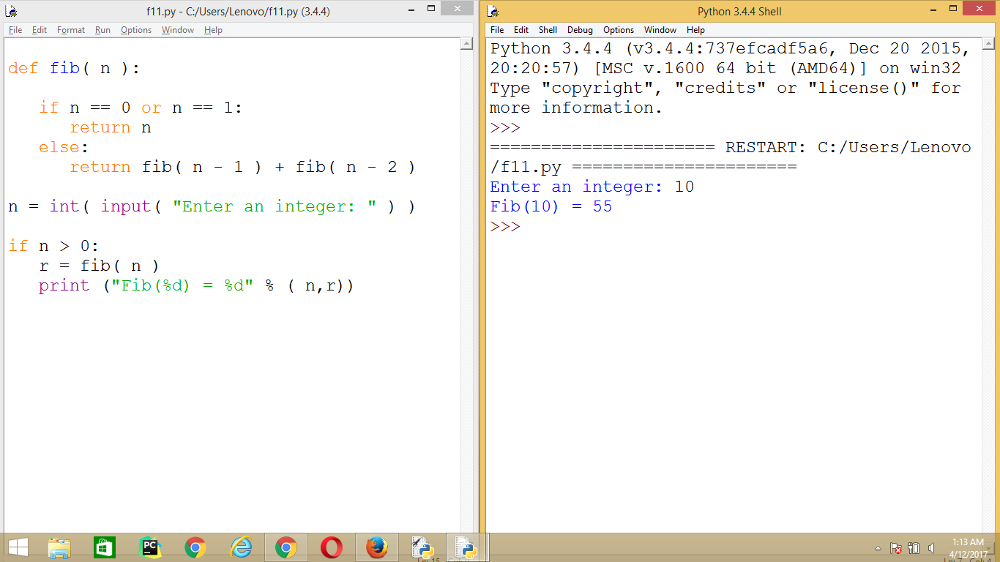 f11.py - C:/Users/Lenovo/f11.py (3.4.4)
File Edit Format Run Options Window Help
def fib( n ):
   if n == 0 or n == 1:
      return n
   else:
      return fib( n - 1 ) + fib( n - 2 )
n = int( input( "Enter an integer: " ) )
if n > 0:
   r = fib( n )
   print ("Fib(%d) = %d" % ( n,r))
Python 3.4.4 Shell
File Edit Shell Debug Options Window Help
Python 3.4.4 (v3.4.4:737efcadf5a6, Dec 20 2015,
20:20:57) [MSC v.1600 64 bit (AMD64)] on win32
Type "copyright", "credits" or "license()" for
more information.
>>>
====================== RESTART: C:/Users/Lenovo
/f11.py ======================
Enter an integer: 10
Fib(10) = 55
>>>
PC
1:13 AM
4/12/2017